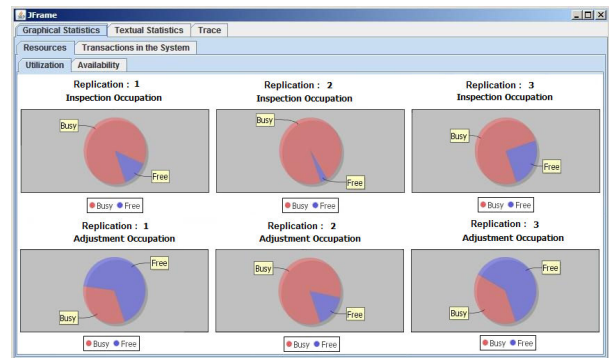 JFrame
Graphical Statistics Textual Statistics Trace
Resources Transactions in the System
Utilization Availability
Replication : 1
Inspection Occupation
Busy
Free
Busy Free
Replication : 2
Inspection Occupation
Busy
Free
Busy Free
Replication : 3
Inspection Occupation
Busy
Free
Busy Free
Replication : 1
Adjustment Occupation
Free
Busy
Busy Free
Replication : 2
Adjustment Occupation
Busy
Free
Busy Free
Replication : 3
Adjustment Occupation
Free
Busy
Busy Free